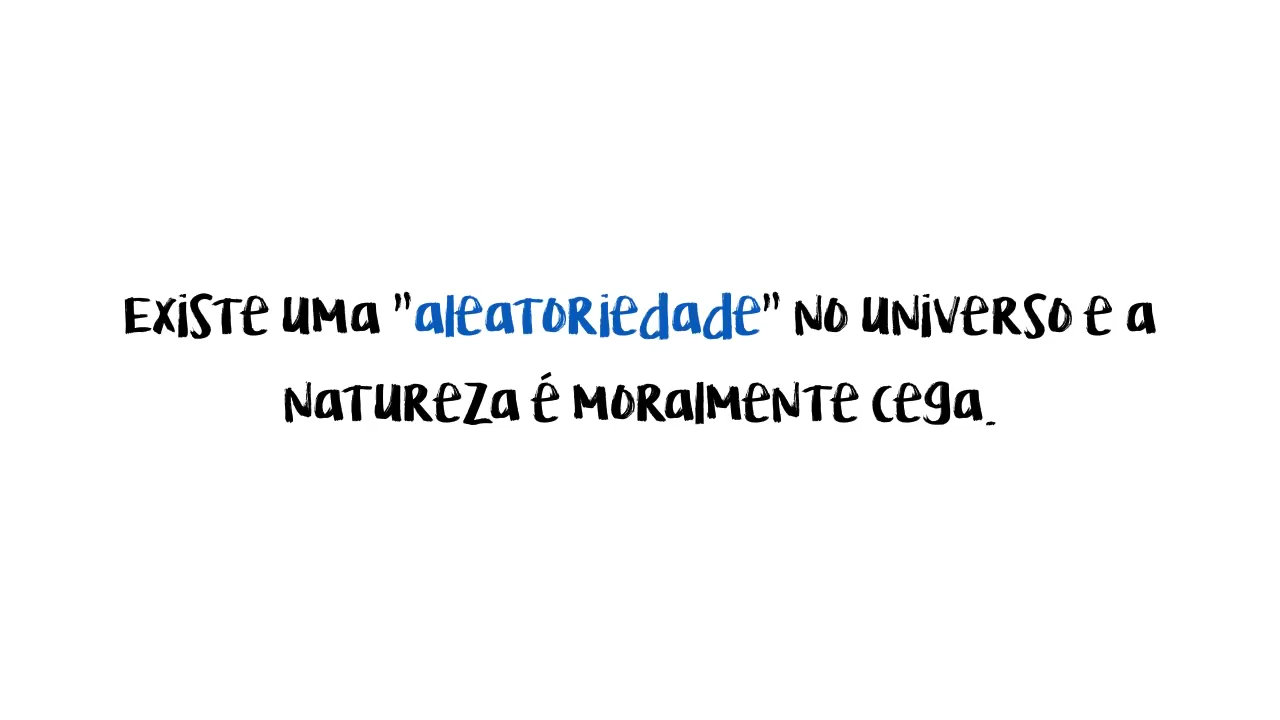 Existe uma "aleatoriedade" no universo e a
natureza é moralmente cega.